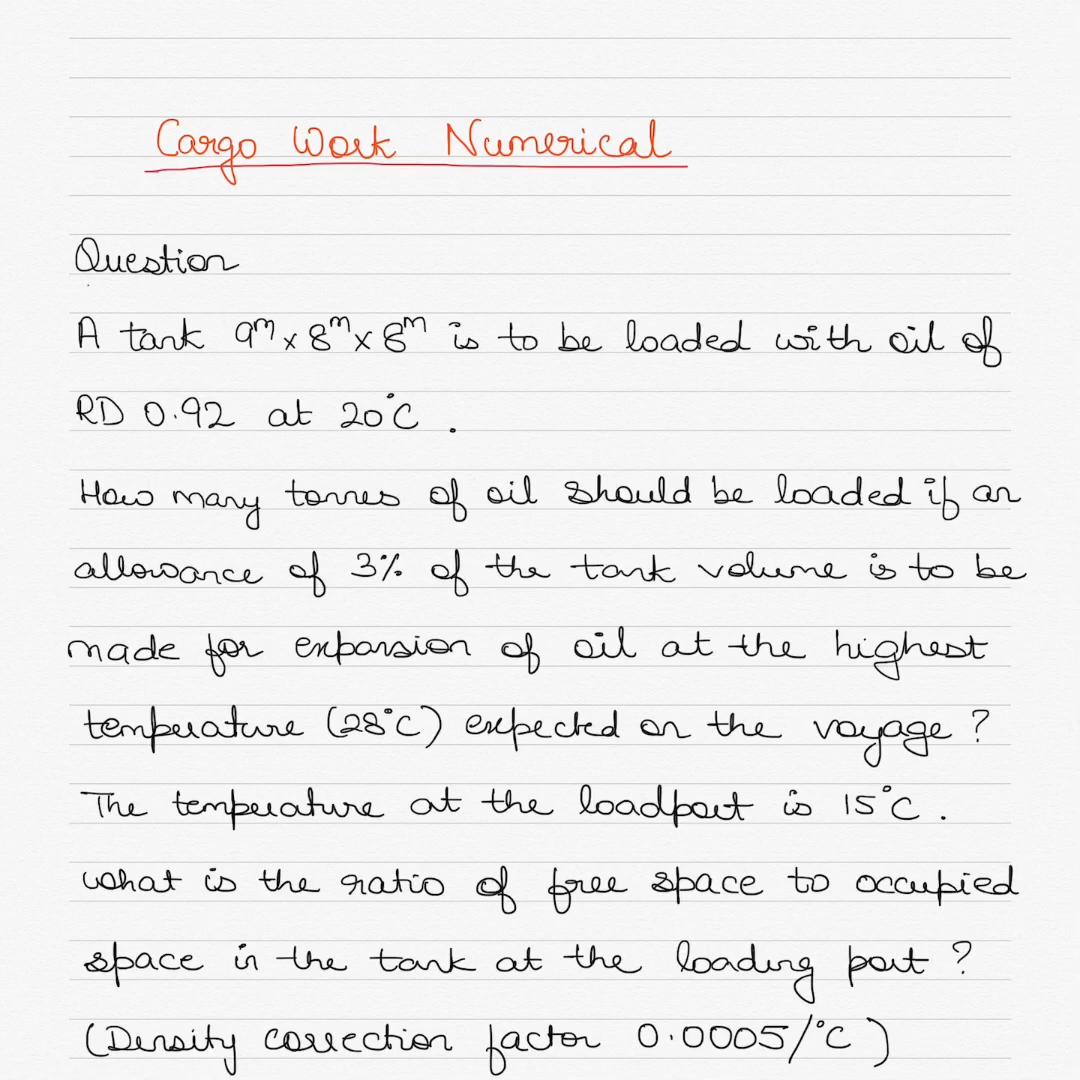 Cargo Work Numerical
Question
A tank 9m x 8m x 8m is to be loaded with oil of
RD 0.92 at 20°C .
How many tonnes of oil should be loaded if an
allowance of 3% of the tank volume is to be
made for expansion of oil at the highest
temperature (28°C) expected on the voyage ?
The temperature at the loadport is 15°C .
what is the ratio of free space to occupied
space in the tank at the loading port ?
(Density correction factor 0.0005/°C)